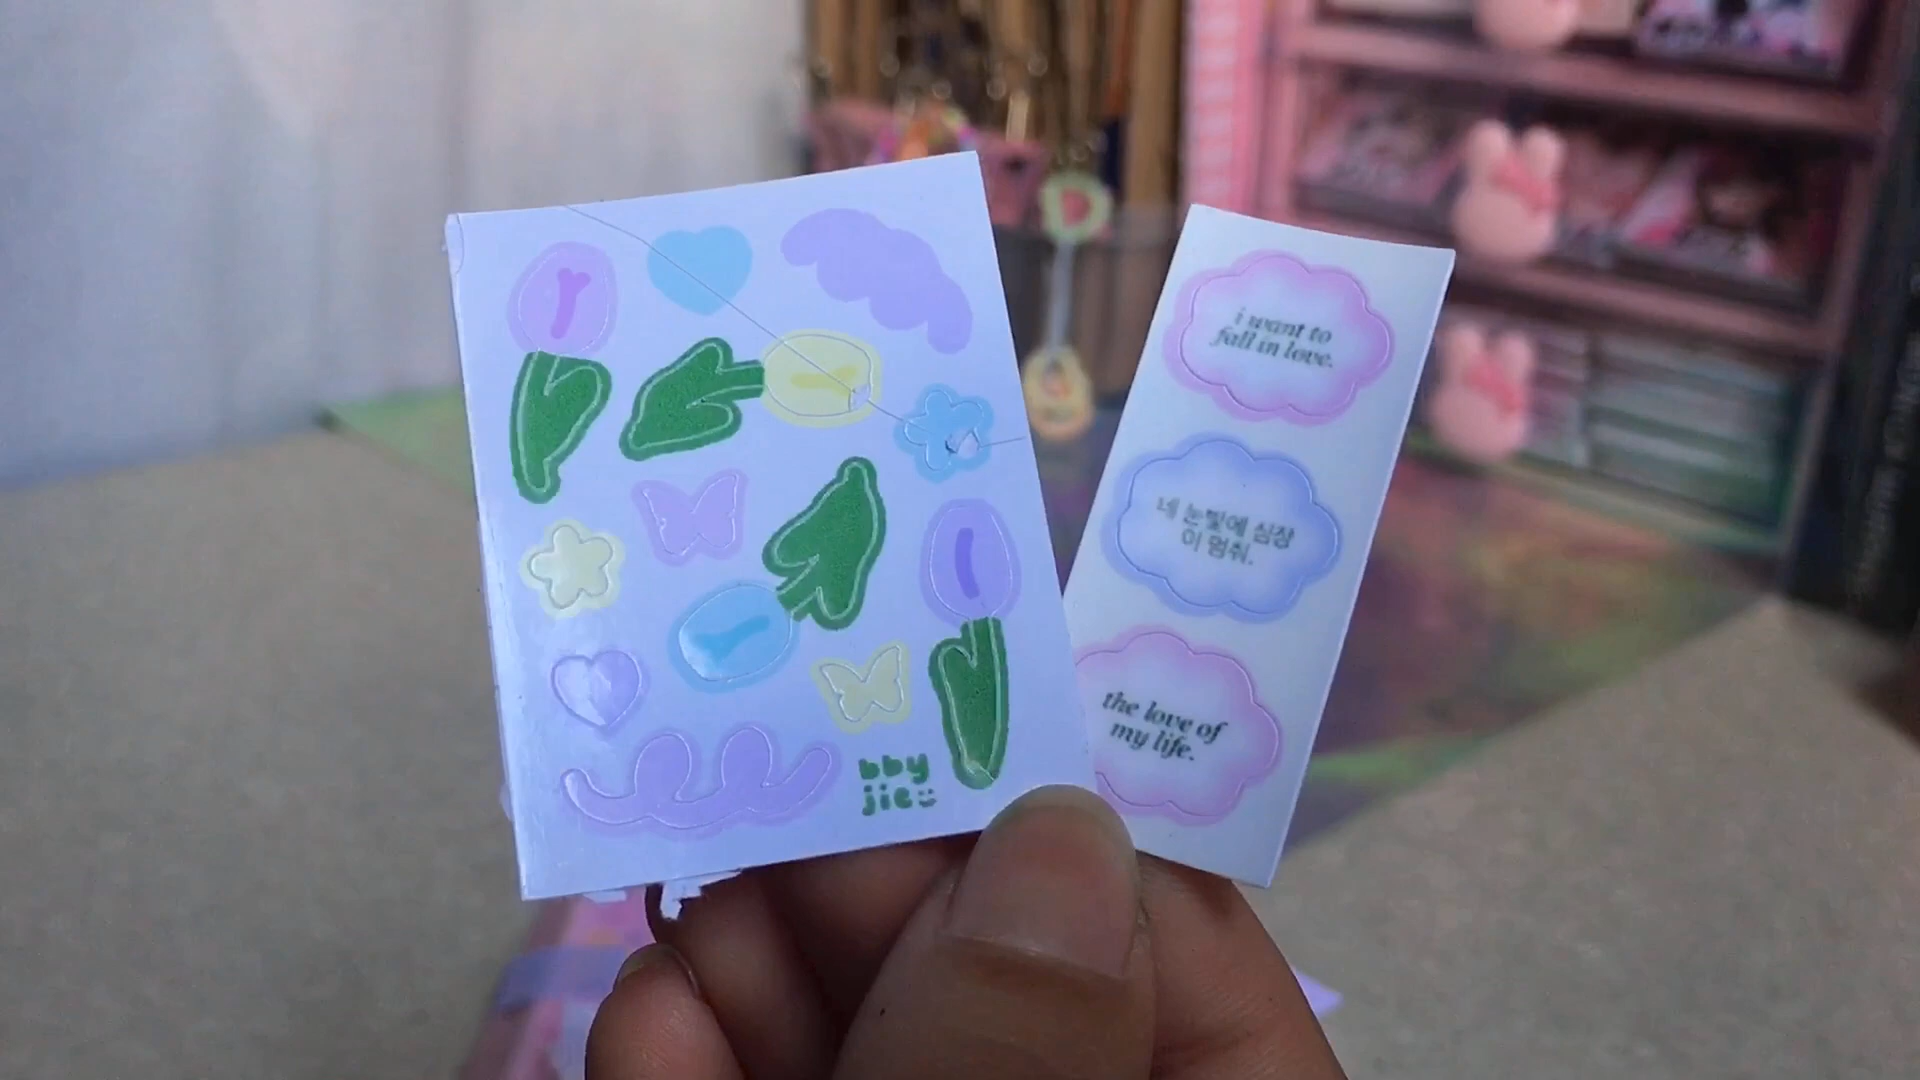 bby
jie
i want to
fall in love.
네 눈빛에 심장
이 멈춰.
the love of
my life.
D